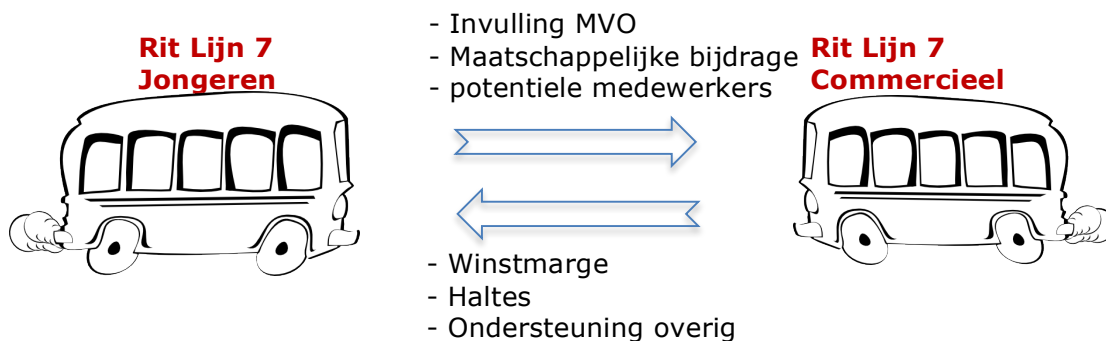 Rit Lijn 7
Jongeren
- Invulling MVO
- Maatschappelijke bijdrage
- potentiele medewerkers
Rit Lijn 7
Commercieel
- Winstmarge
- Haltes
- Ondersteuning overig